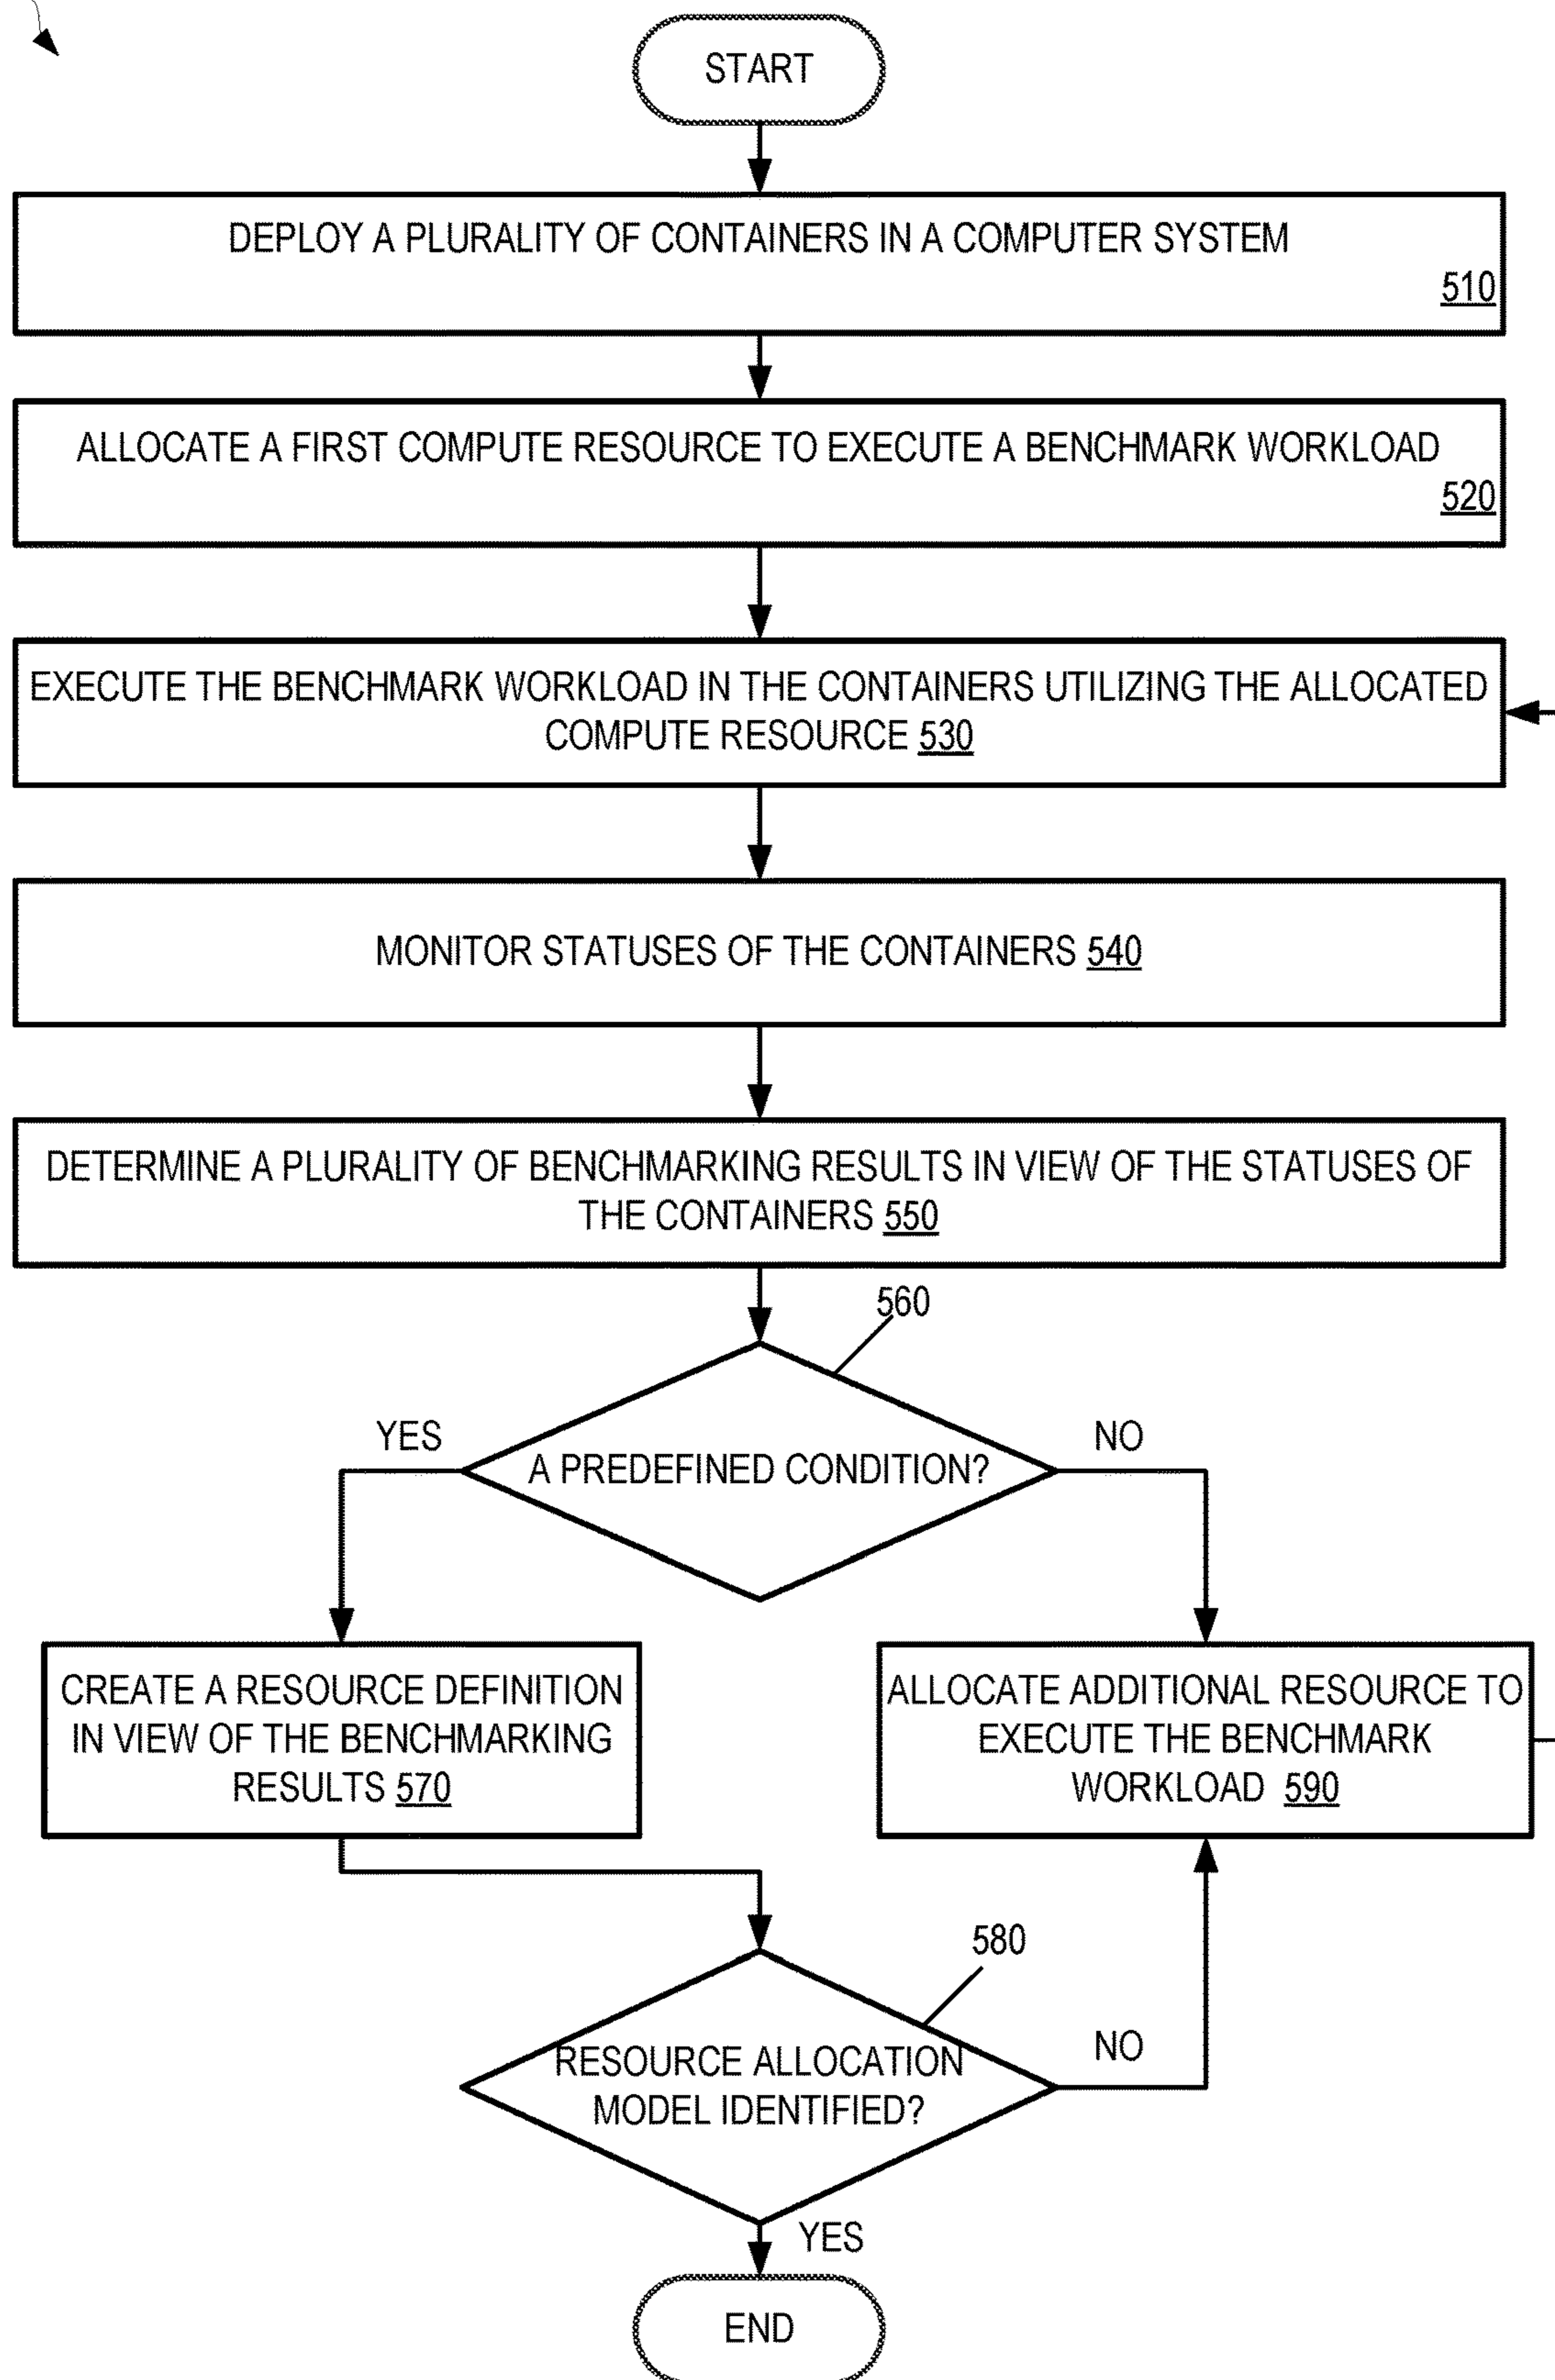 START
DEPLOY A PLURALITY OF CONTAINERS IN A COMPUTER SYSTEM
510
ALLOCATE A FIRST COMPUTE RESOURCE TO EXECUTE A BENCHMARK WORKLOAD
520
EXECUTE THE BENCHMARK WORKLOAD IN THE CONTAINERS UTILIZING THE ALLOCATED
COMPUTE RESOURCE 530
MONITOR STATUSES OF THE CONTAINERS 540
DETERMINE A PLURALITY OF BENCHMARKING RESULTS IN VIEW OF THE STATUSES OF
THE CONTAINERS 550
560
YES
NO
A PREDEFINED CONDITION?
CREATE A RESOURCE DEFINITION
IN VIEW OF THE BENCHMARKING
RESULTS 570
ALLOCATE ADDITIONAL RESOURCE TO
EXECUTE THE BENCHMARK
WORKLOAD 590
580
NO
RESOURCE ALLOCATION
MODEL IDENTIFIED?
YES
END